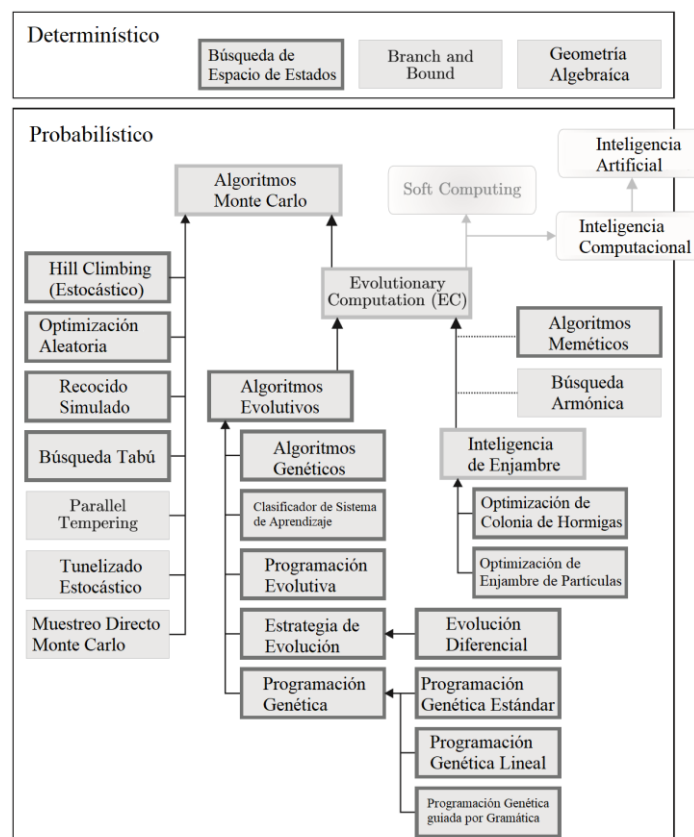 Determinístico
Búsqueda de
Espacio de Estados
Branch and
Bound
Geometría
Algebraíca
Probabilístico
Algoritmos
Monte Carlo
Soft Computing
Inteligencia
Artificial
Inteligencia
Computacional
Hill Climbing
(Estocástico)
Evolutionary
Computation (EC)
Optimización
Aleatoria
Algoritmos
Meméticos
Recocido
Simulado
Algoritmos
Evolutivos
Búsqueda
Armónica
Búsqueda Tabú
Algoritmos
Genéticos
Inteligencia
de Enjambre
Parallel
Tempering
Clasificador de Sistema
de Aprendizaje
Optimización de
Colonia de Hormigas
Tunelizado
Estocástico
Programación
Evolutiva
Optimización de
Enjambre de Partículas
Muestreo Directo
Monte Carlo
Estrategia de
Evolución
Evolución
Diferencial
Programación
Genética
Programación
Genética Estándar
Programación
Genética Lineal
Programación Genética
guiada por Gramática